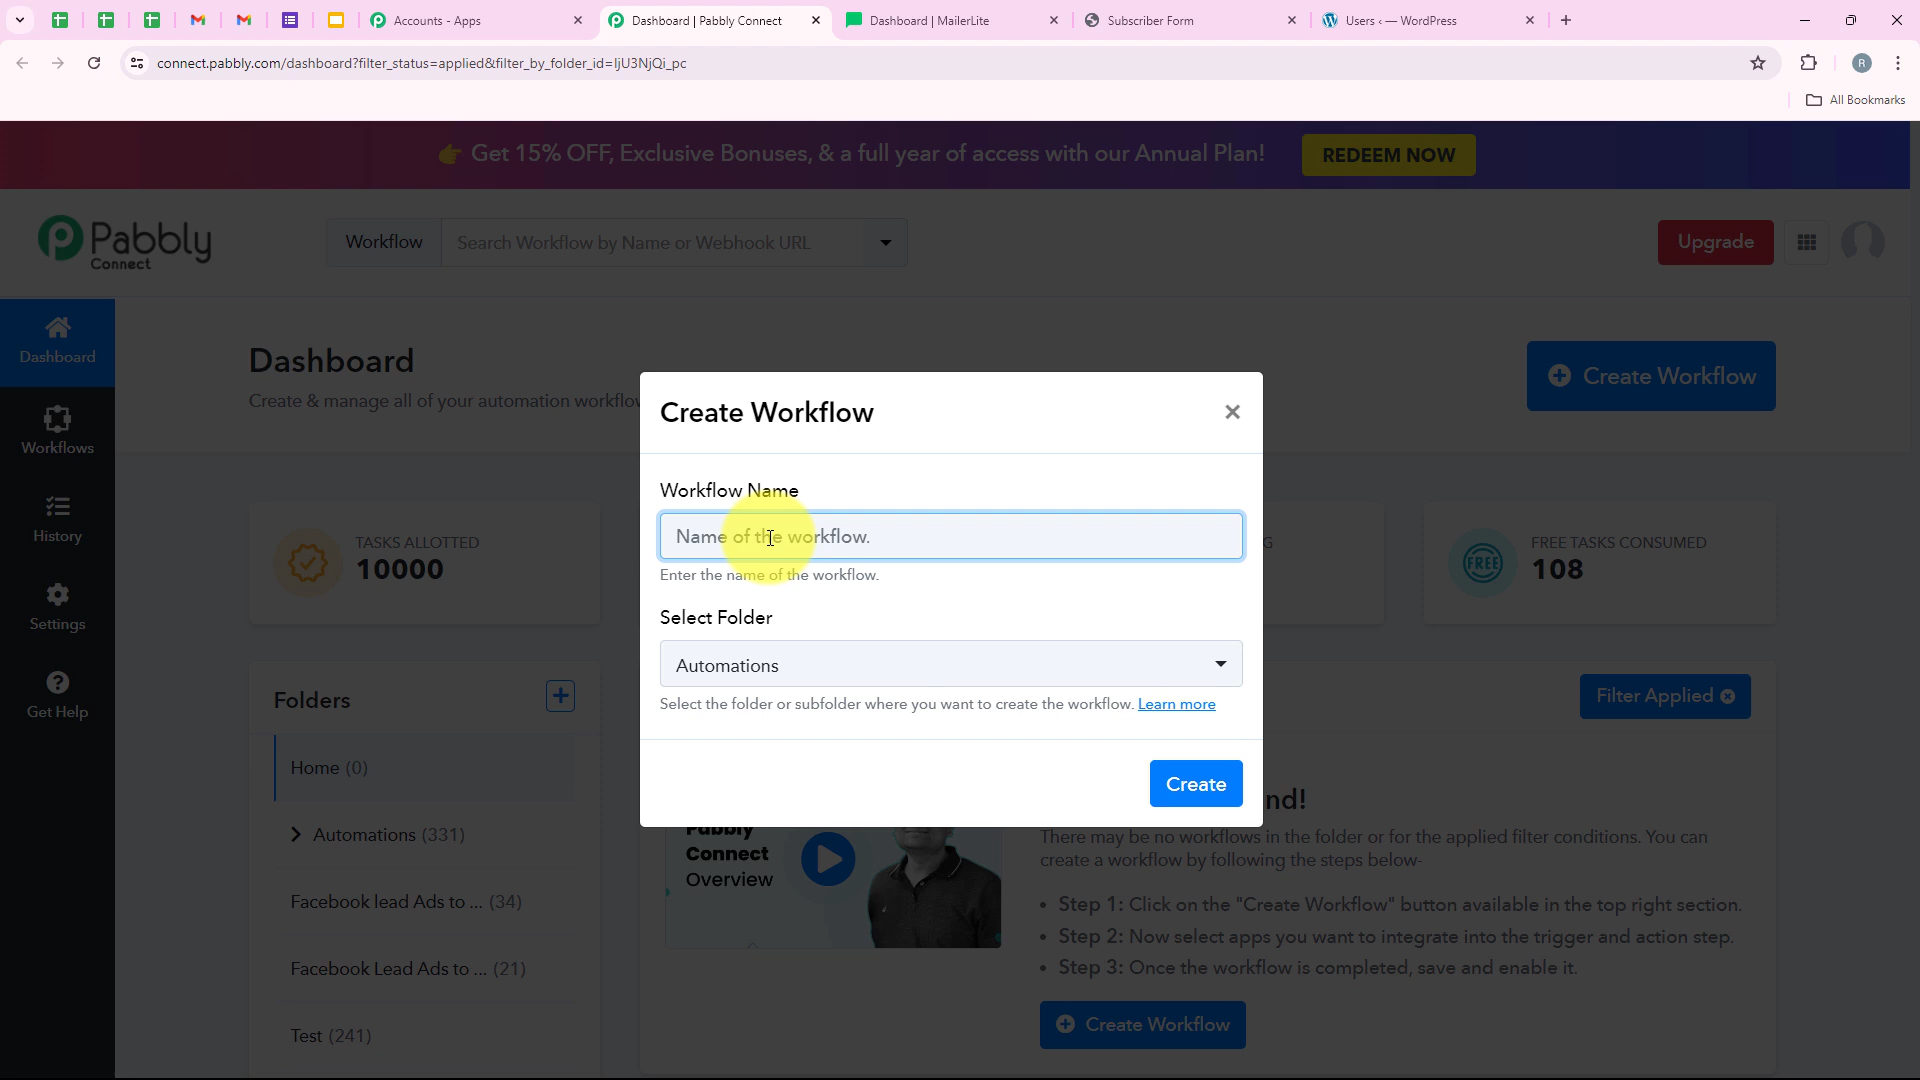 Accounts - Apps
Dashboard | Pabbly Connect
Dashboard | MailerLite
Subscriber Form
Users ‹ — WordPress
connect.pabbly.com/dashboard?filter_status=applied&filter_by_folder_id=IjU3NjQi_pc
R
All Bookmarks
👉 Get 15% OFF, Exclusive Bonuses, & a full year of access with our Annual Plan!
REDEEM NOW
Pabbly
Connect
Workflow
Search Workflow by Name or Webhook URL
Upgrade
Dashboard
Workflows
History
Settings
Get Help
Dashboard
Create & manage all of your automation workflow
Create Workflow
TASKS ALLOTTED
10000
G
FREE
FREE TASKS CONSUMED
108
Folders
Home (0)
Automations (331)
Facebook lead Ads to ... (34)
Facebook Lead Ads to ... (21)
Test (241)
Create Workflow
Workflow Name
Name of the workflow.
Enter the name of the workflow.
Select Folder
Automations
Select the folder or subfolder where you want to create the workflow. Learn more
Create
Filter Applied
Pabbly
Connect
Overview
nd!
There may be no workflows in the folder or for the applied filter conditions. You can
create a workflow by following the steps below-
• Step 1: Click on the "Create Workflow" button available in the top right section.
• Step 2: Now select apps you want to integrate into the trigger and action step.
• Step 3: Once the workflow is completed, save and enable it.
Create Workflow